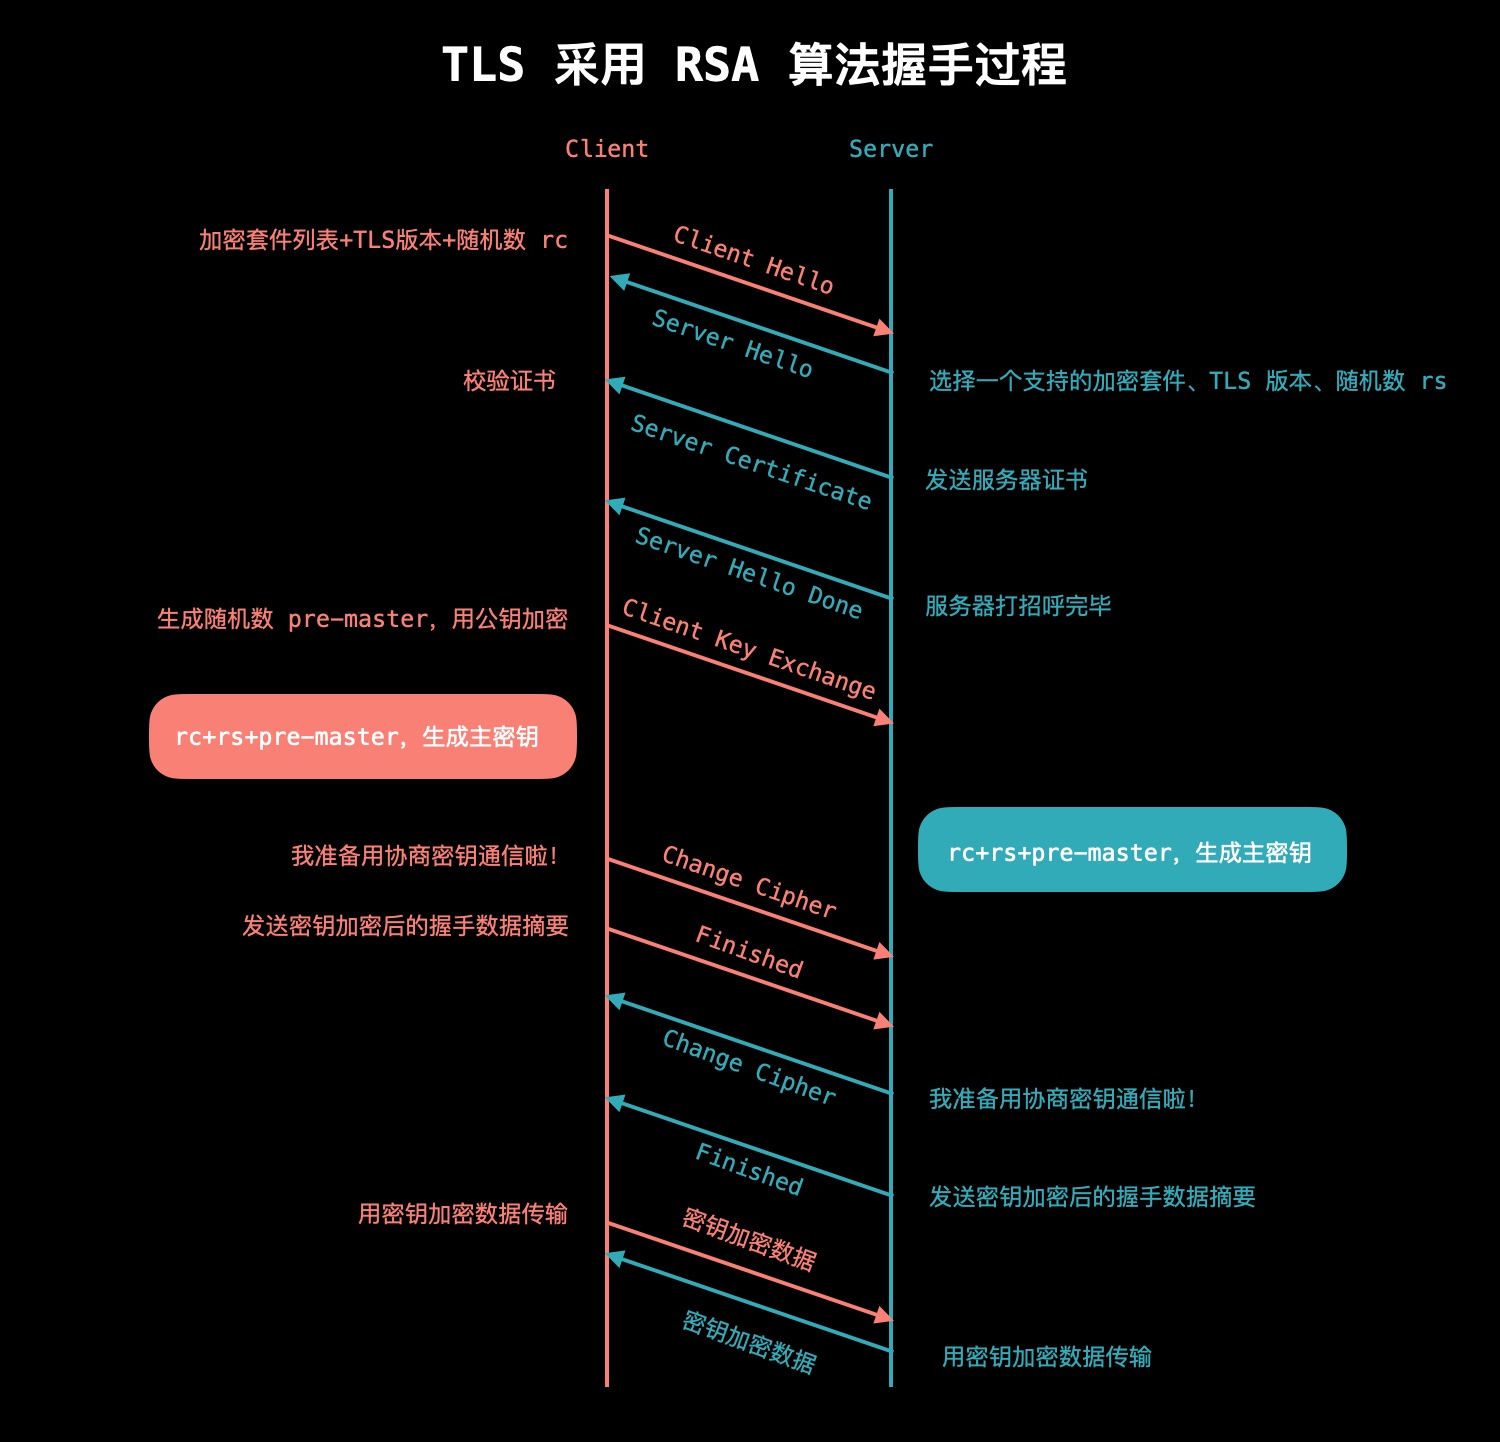 TLS 采用 RSA 算法握手过程
Client
Server
加密套件列表+TLS版本+随机数 rc
Client Hello
Server Hello
校验证书
选择一个支持的加密套件、TLS 版本、随机数 rs
Server Certificate
发送服务器证书
Server Hello Done
服务器打招呼完毕
生成随机数 pre-master，用公钥加密
Client Key Exchange
rc+rs+pre-master，生成主密钥
rc+rs+pre-master，生成主密钥
我准备用协商密钥通信啦！
Change Cipher
发送密钥加密后的握手数据摘要
Finished
Change Cipher
我准备用协商密钥通信啦！
Finished
发送密钥加密后的握手数据摘要
用密钥加密数据传输
密钥加密数据
密钥加密数据
用密钥加密数据传输